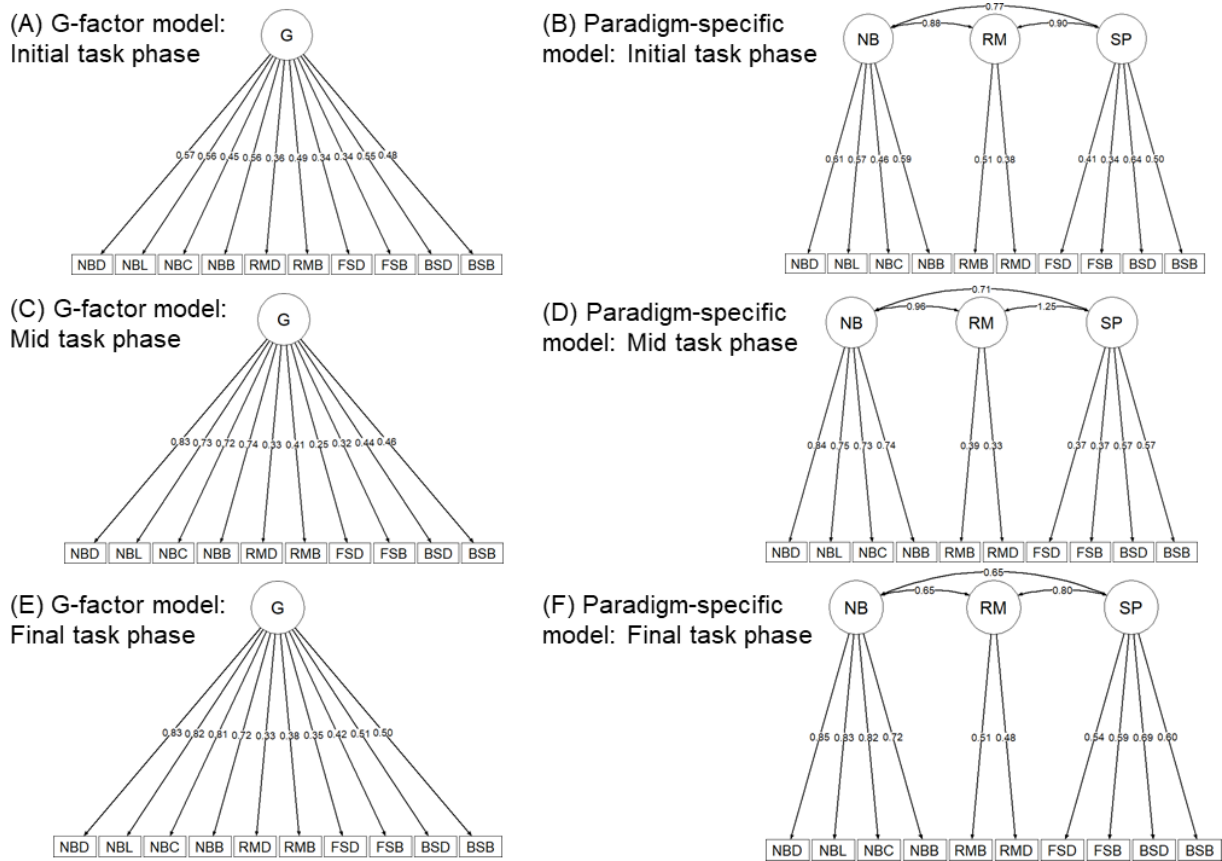 (A) G-factor model:
Initial task phase
G
0.57 0.56 0.45 0.56 0.36 0.49 0.34 0.34 0.55 0.48
NBD NBL NBC NBB RMD RMB FSD FSB BSD BSB
(B) Paradigm-specific
model: Initial task phase
0.77
0.88 0.90
NB RM SP
0.61 0.57 0.46 0.59 0.51 0.38 0.41 0.34 0.64 0.50
NBD NBL NBC NBB RMB RMD FSD FSB BSD BSB
(C) G-factor model:
Mid task phase
G
0.83 0.73 0.72 0.74 0.33 0.41 0.25 0.32 0.44 0.46
NBD NBL NBC NBB RMD RMB FSD FSB BSD BSB
(D) Paradigm-specific
model: Mid task phase
0.71
0.96 1.25
NB RM SP
0.84 0.75 0.73 0.74 0.39 0.33 0.37 0.37 0.57 0.57
NBD NBL NBC NBB RMB RMD FSD FSB BSD BSB
(E) G-factor model:
Final task phase
G
0.83 0.82 0.81 0.72 0.33 0.38 0.35 0.42 0.51 0.50
NBD NBL NBC NBB RMD RMB FSD FSB BSD BSB
(F) Paradigm-specific
model: Final task phase
0.65
0.65 0.80
NB RM SP
0.85 0.83 0.82 0.72 0.51 0.48 0.54 0.59 0.69 0.60
NBD NBL NBC NBB RMB RMD FSD FSB BSD BSB